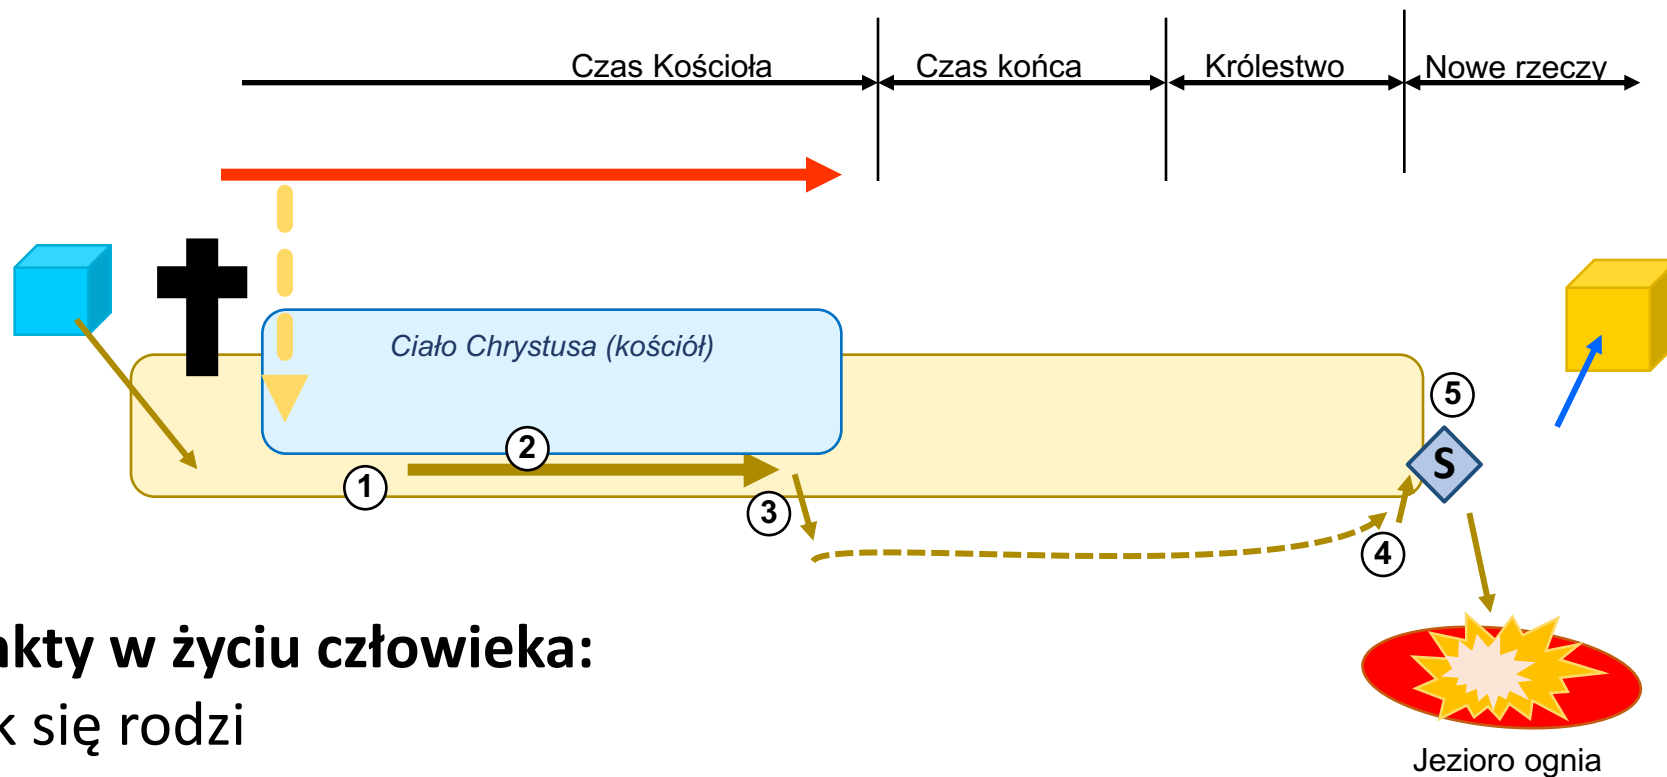 Czas Kościoła
Czas końca
Królestwo
Nowe rzeczy
Ciało Chrystusa (kościół)
1
2
3
4
5
S
w życiu człowieka:
się rodzi
Jezioro ognia